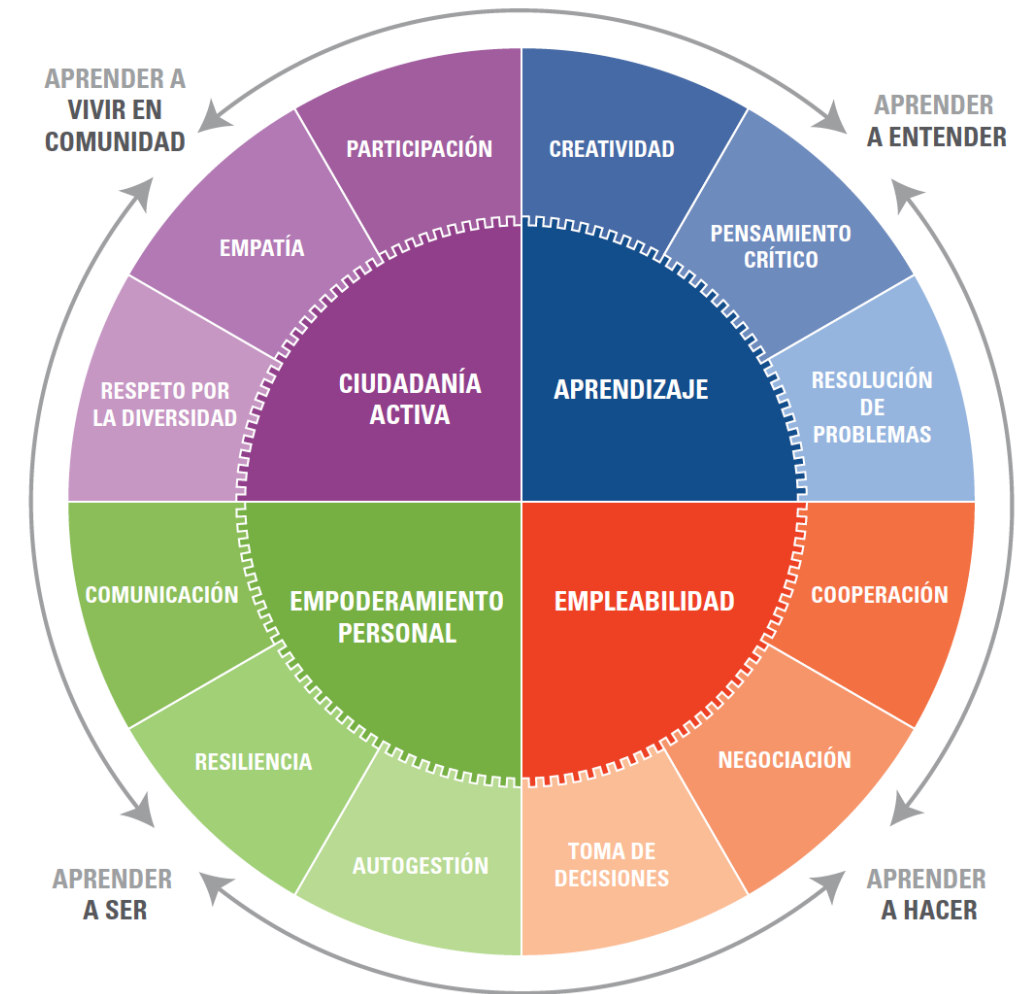 APRENDER A
VIVIR EN
COMUNIDAD
APRENDER
A ENTENDER
PARTICIPACIÓN
CREATIVIDAD
EMPATÍA
PENSAMIENTO
CRÍTICO
RESPETO POR
LA DIVERSIDAD
CIUDADANÍA
ACTIVA
APRENDIZAJE
RESOLUCIÓN
DE
PROBLEMAS
COMUNICACIÓN
EMPODERAMIENTO
PERSONAL
EMPLEABILIDAD
COOPERACIÓN
RESILIENCIA
NEGOCIACIÓN
AUTOGESTIÓN
TOMA DE
DECISIONES
APRENDER
A SER
APRENDER
A HACER